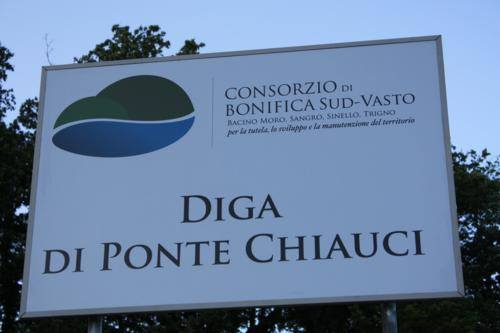 CONSORZIO DI
BONIFICA SUD-VASTO
BACINO MORO, SANGRO, SINELLO, TRIGNO
per la tutela, lo sviluppo e la manutenzione del territorio
DIGA
DI PONTE CHIAUCI